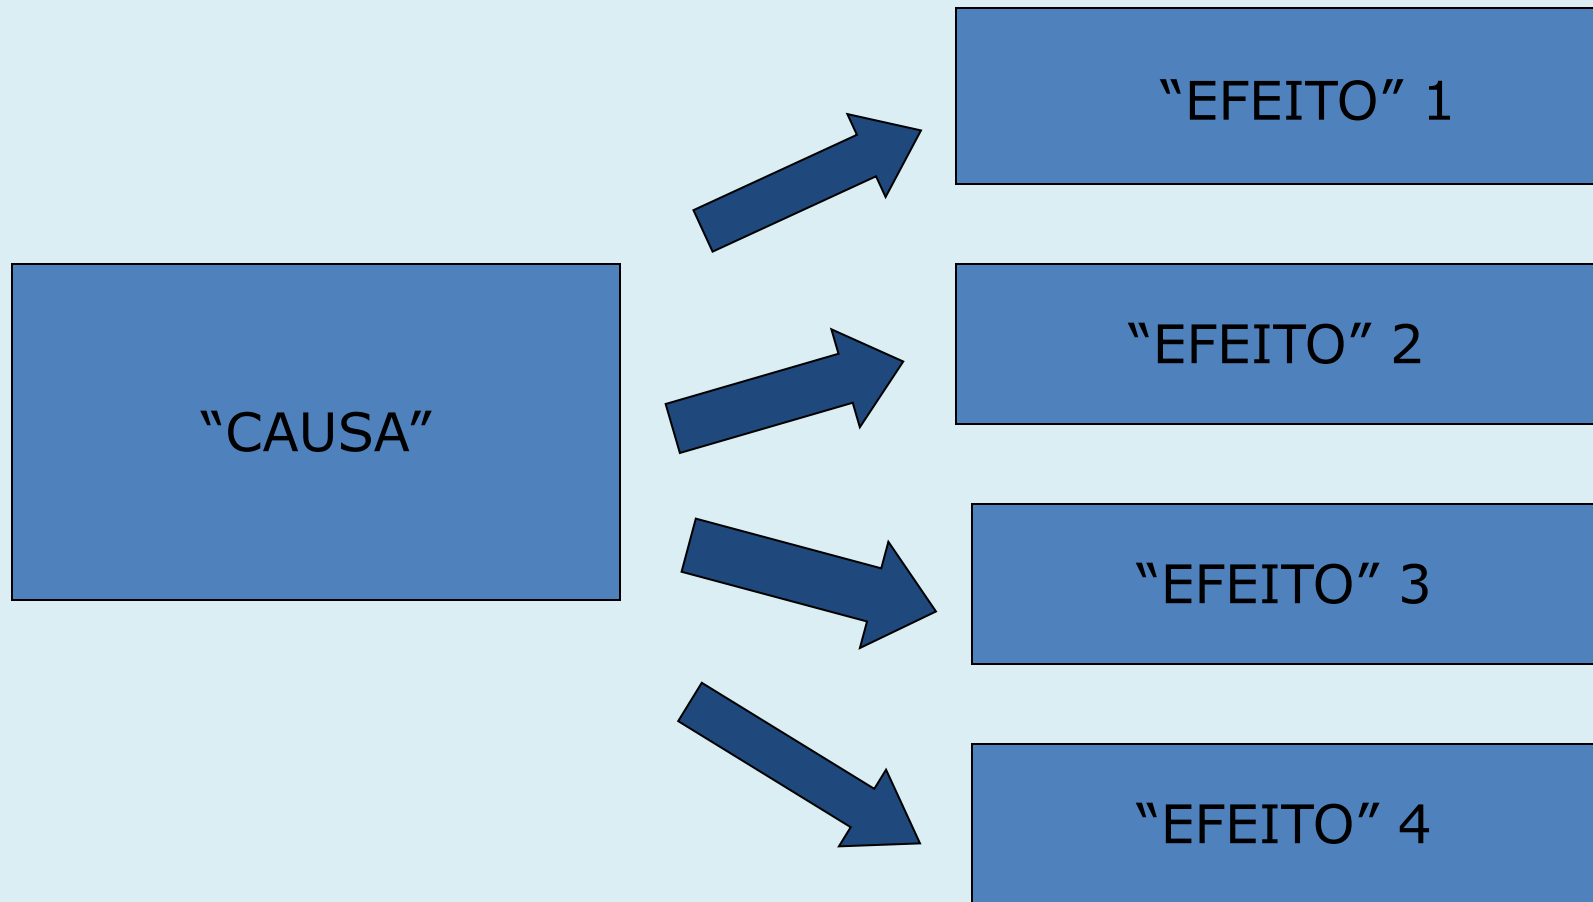 “EFEITO” 1
“EFEITO” 2
“CAUSA”
“EFEITO” 3
“EFEITO” 4